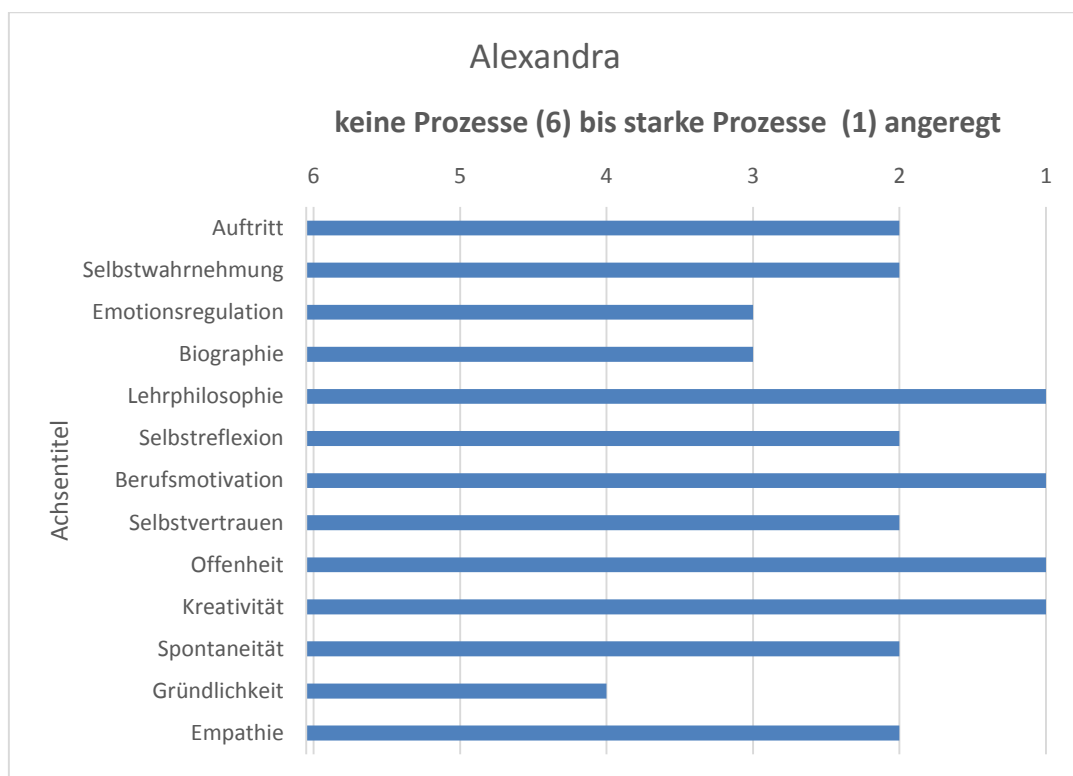 Alexandra
keine Prozesse (6) bis starke Prozesse (1) angeregt
6 5 4 3 2 1
Auftritt
Selbstwahrnehmung
Emotionsregulation
Biographie
Lehrphilosophie
Selbstreflexion
Berufsmotivation
Selbstvertrauen
Offenheit
Kreativität
Spontaneität
Gründlichkeit
Empathie
Achsentitel